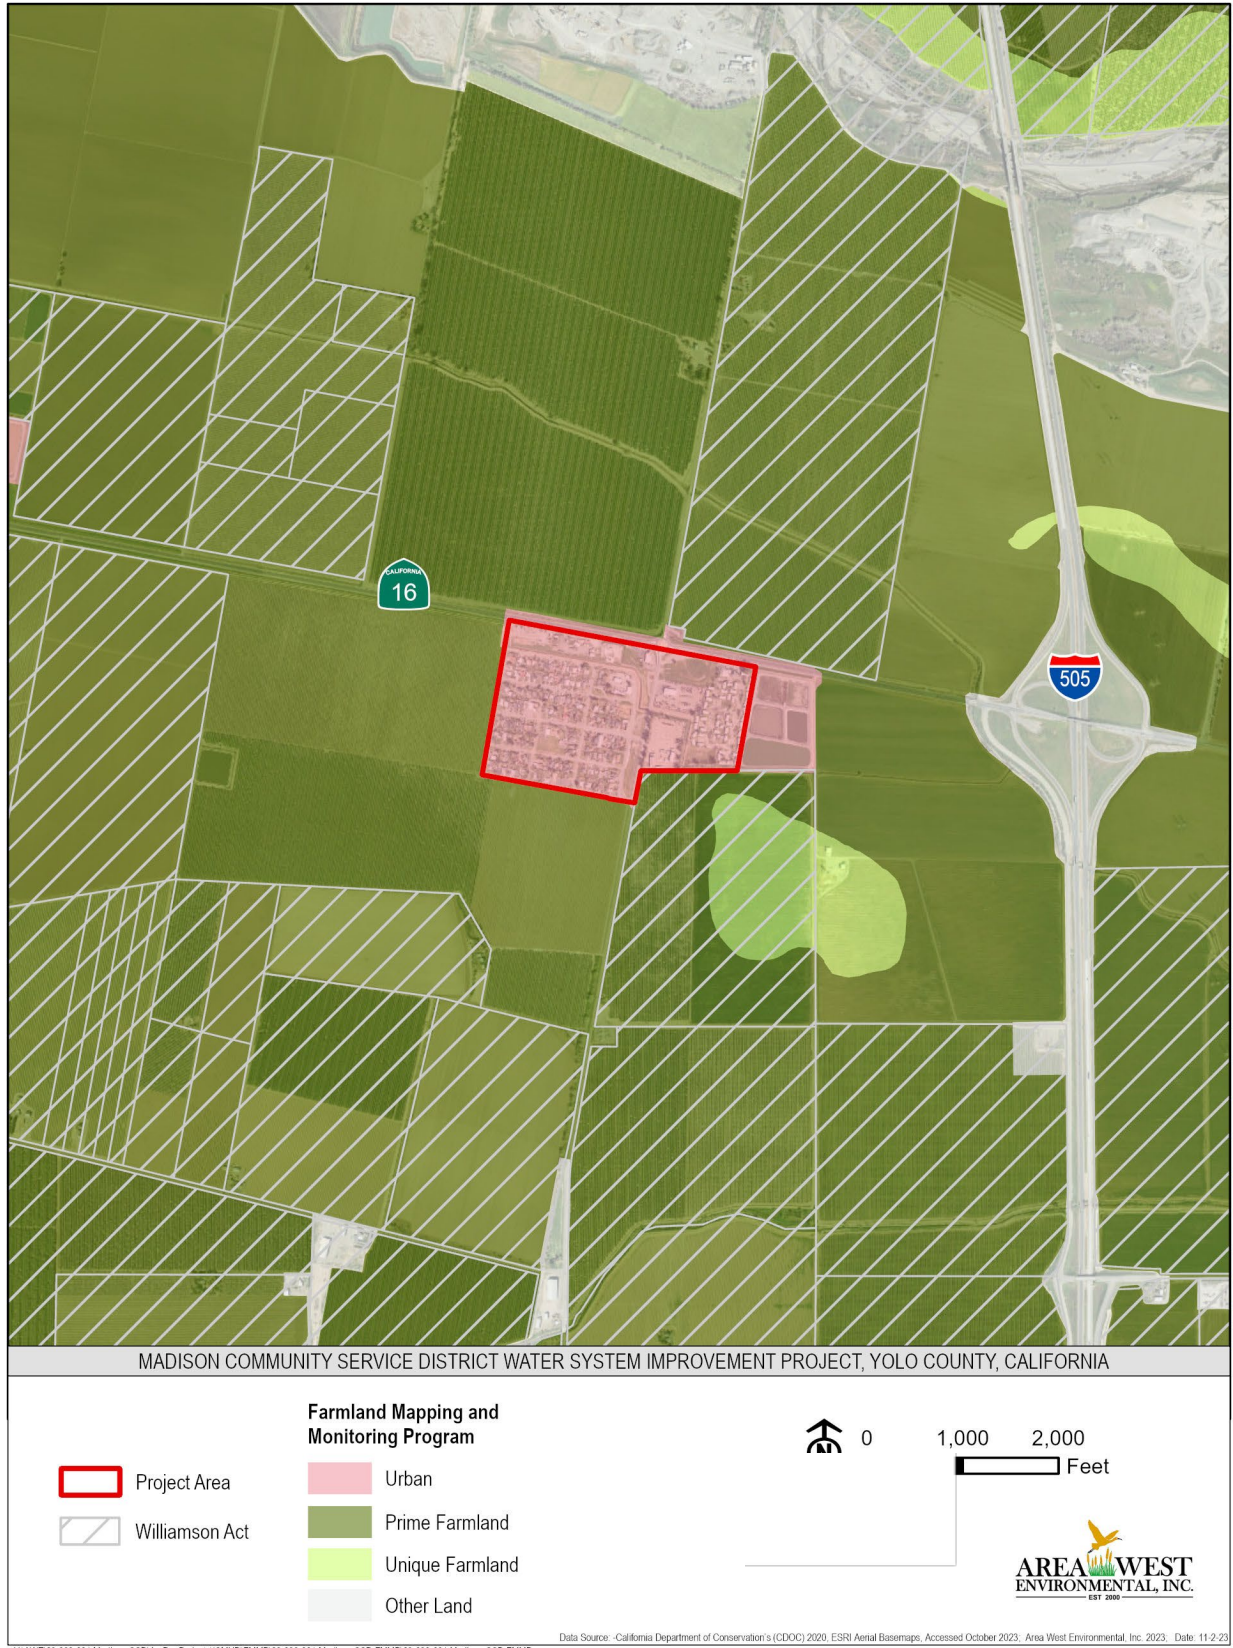 CALIFORNIA
16
505
MADISON COMMUNITY SERVICE DISTRICT WATER SYSTEM IMPROVEMENT PROJECT, YOLO COUNTY, CALIFORNIA
Farmland Mapping and
Monitoring Program
Project Area
Williamson Act
Urban
Prime Farmland
Unique Farmland
Other Land
N
0 1,000 2,000
Feet
AREA WEST
ENVIRONMENTAL, INC.
EST 2000
Data Source: -California Department of Conservation's (CDOC) 2020, ESRI Aerial Basemaps, Accessed October 2023; Area West Environmental, Inc. 2023; Date: 11-2-23